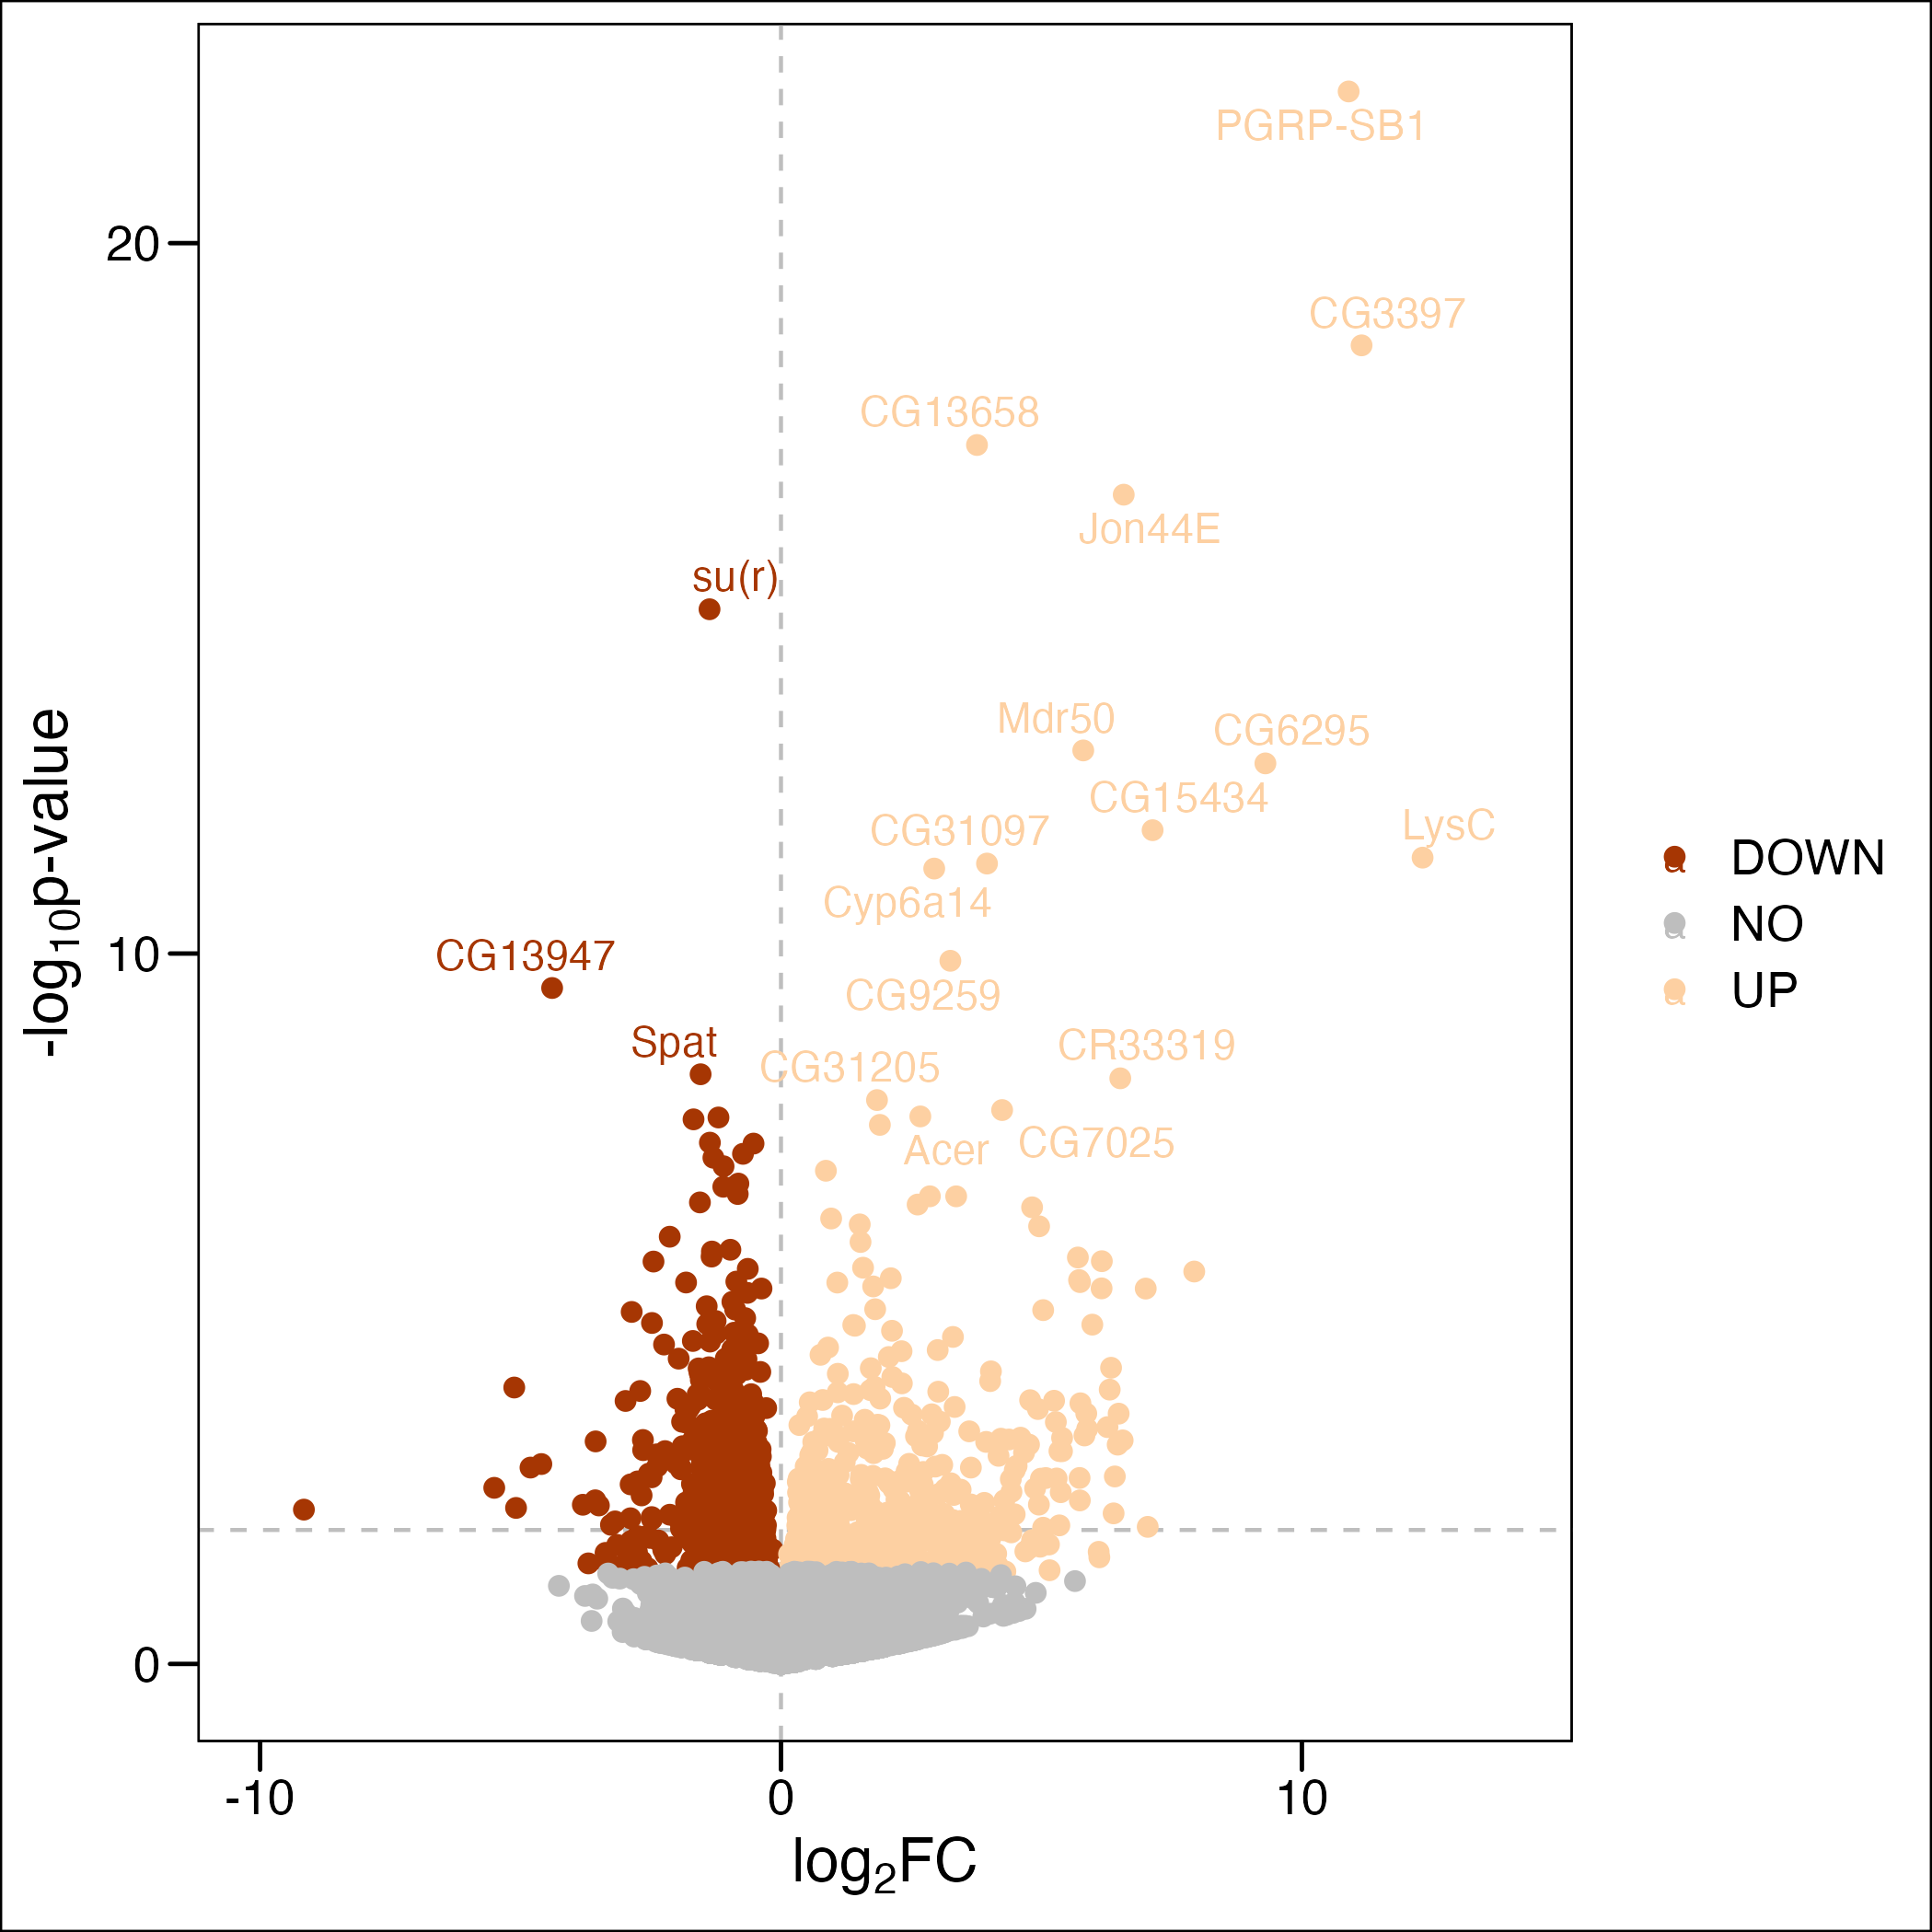 PGRP-SB1
20
CG3397
CG13658
Jon44E
su(r)
Mdr50
CG6295
CG15434
LysC
CG31097
Cyp6a14
10
CG13947
CG9259
Spat
CG31205
CR33319
Acer
CG7025
0
-10
0
10
log₂FC
-log₁₀p-value
a DOWN
a NO
a UP